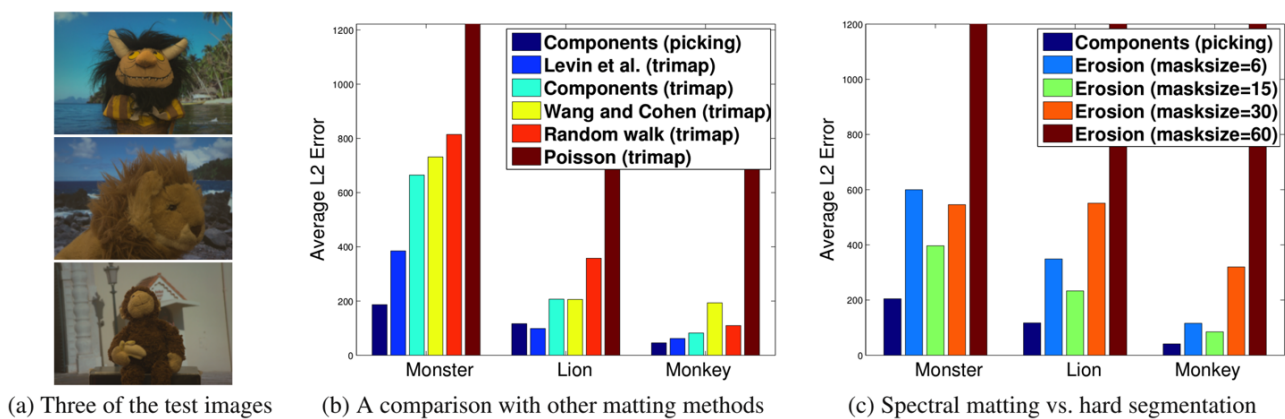 1200
1000
800
600
400
200
0
Average L2 Error
Components (picking)
Levin et al. (trimap)
Components (trimap)
Wang and Cohen (trimap)
Random walk (trimap)
Poisson (trimap)
Monster
Lion
Monkey
1200
1000
800
600
400
200
0
Average L2 Error
Components (picking)
Erosion (masksize=6)
Erosion (masksize=15)
Erosion (masksize=30)
Erosion (masksize=60)
Monster
Lion
Monkey
(a) Three of the test images
(b) A comparison with other matting methods
(c) Spectral matting vs. hard segmentation